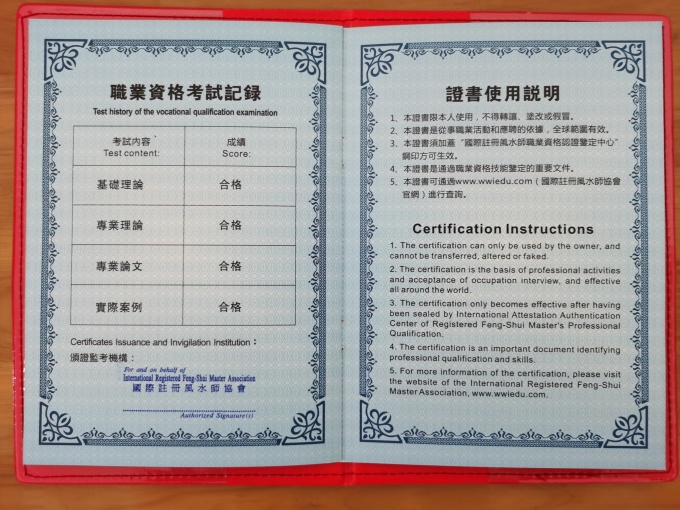 職業資格考試記録
Test history of the vocational qualification examination
考試内容 成績
Test content: Score:
基礎理論 合格
專業理論 合格
專業論文 合格
實際案例 合格
Certificates Issuance and Invigilation Institution：
頒證監考機構：
For and on behalf of
International Registered Feng-Shui Master Association
國際註冊風水師協會
Authorized Signature(s)
證書使用説明
1、本證書限本人使用，不得轉讓、塗改或假冒。
2、本證書是從事職業活動和應聘的依據，全球範圍有效。
3、本證書須加蓋“國際註冊風水師職業資格認證鑒定中心”
鋼印方可生效。
4、本證書是通過職業資格技能鑒定的重要文件。
5、本證書可通過www.wwiedu.com（國際註冊風水師協會
官網）進行查詢。
Certification Instructions
1. The certification can only be used by the owner, and
cannot be transferred, altered or faked.
2. The certification is the basis of professional activities
and acceptance of occupation interview, and effective
all around the world.
3. The certification only becomes effective after having
been sealed by International Attestation Authentication
Center of Registered Feng-Shui Master's Professional
Qualification.
4. The certification is an important document identifying
professional qualification and skills.
5. For more information of the certification, please visit
the website of the International Registered Feng-Shui
Master Association, www.wwiedu.com.